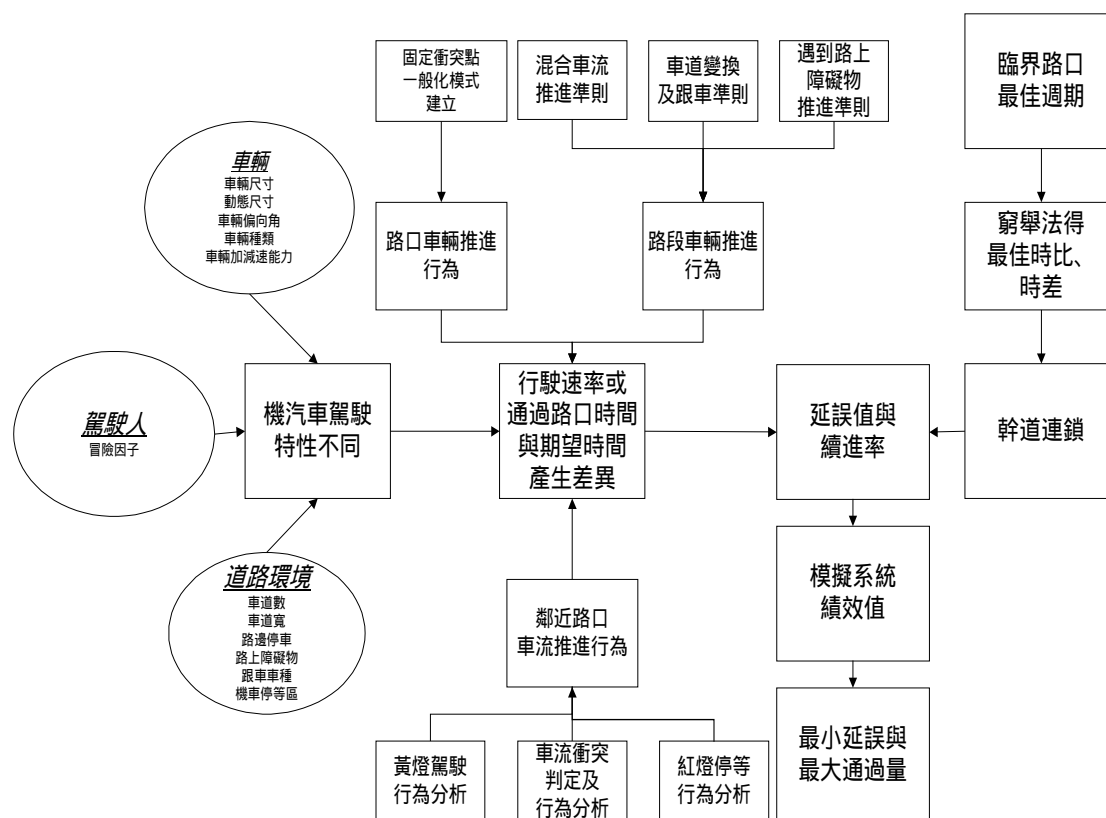 固定衝突點
一般化模式
建立
混合車流
推進準則
車道變換
及跟車準則
遇到路上
障礙物
推進準則
臨界路口
最佳週期
車輛
車輛尺寸
動態尺寸
車輛偏向角
車輛種類
車輛加減速能力
路口車輛推進
行為
路段車輛推進
行為
窮舉法得
最佳時比、
時差
駕駛人
冒險因子
機汽車駕駛
特性不同
行駛速率或
通過路口時間
與期望時間
產生差異
延誤值與
續進率
幹道連鎖
道路環境
車道數
車道寬
路邊停車
路上障礙物
跟車車種
機車停等區
鄰近路口
車流推進行為
模擬系統
績效值
黃燈駕駛
行為分析
車流衝突
判定及
行為分析
紅燈停等
行為分析
最小延誤與
最大通過量